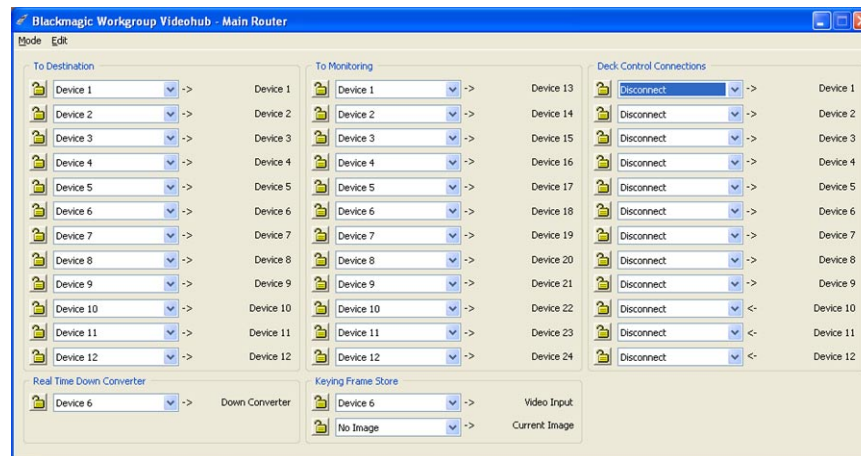 Blackmagic Workgroup Videohub - Main Router
Mode Edit
To Destination
Device 1 -> Device 1
Device 2 -> Device 2
Device 3 -> Device 3
Device 4 -> Device 4
Device 5 -> Device 5
Device 6 -> Device 6
Device 7 -> Device 7
Device 8 -> Device 8
Device 9 -> Device 9
Device 10 -> Device 10
Device 11 -> Device 11
Device 12 -> Device 12
To Monitoring
Device 1 -> Device 13
Device 2 -> Device 14
Device 3 -> Device 15
Device 4 -> Device 16
Device 5 -> Device 17
Device 6 -> Device 18
Device 7 -> Device 19
Device 8 -> Device 20
Device 9 -> Device 21
Device 10 -> Device 22
Device 11 -> Device 23
Device 12 -> Device 24
Deck Control Connections
Disconnect -> Device 1
Disconnect -> Device 2
Disconnect -> Device 3
Disconnect -> Device 4
Disconnect -> Device 5
Disconnect -> Device 6
Disconnect -> Device 7
Disconnect -> Device 8
Disconnect -> Device 9
Disconnect <- Device 10
Disconnect <- Device 11
Disconnect <- Device 12
Real Time Down Converter
Device 6 -> Down Converter
Keying Frame Store
Device 6 -> Video Input
No Image -> Current Image